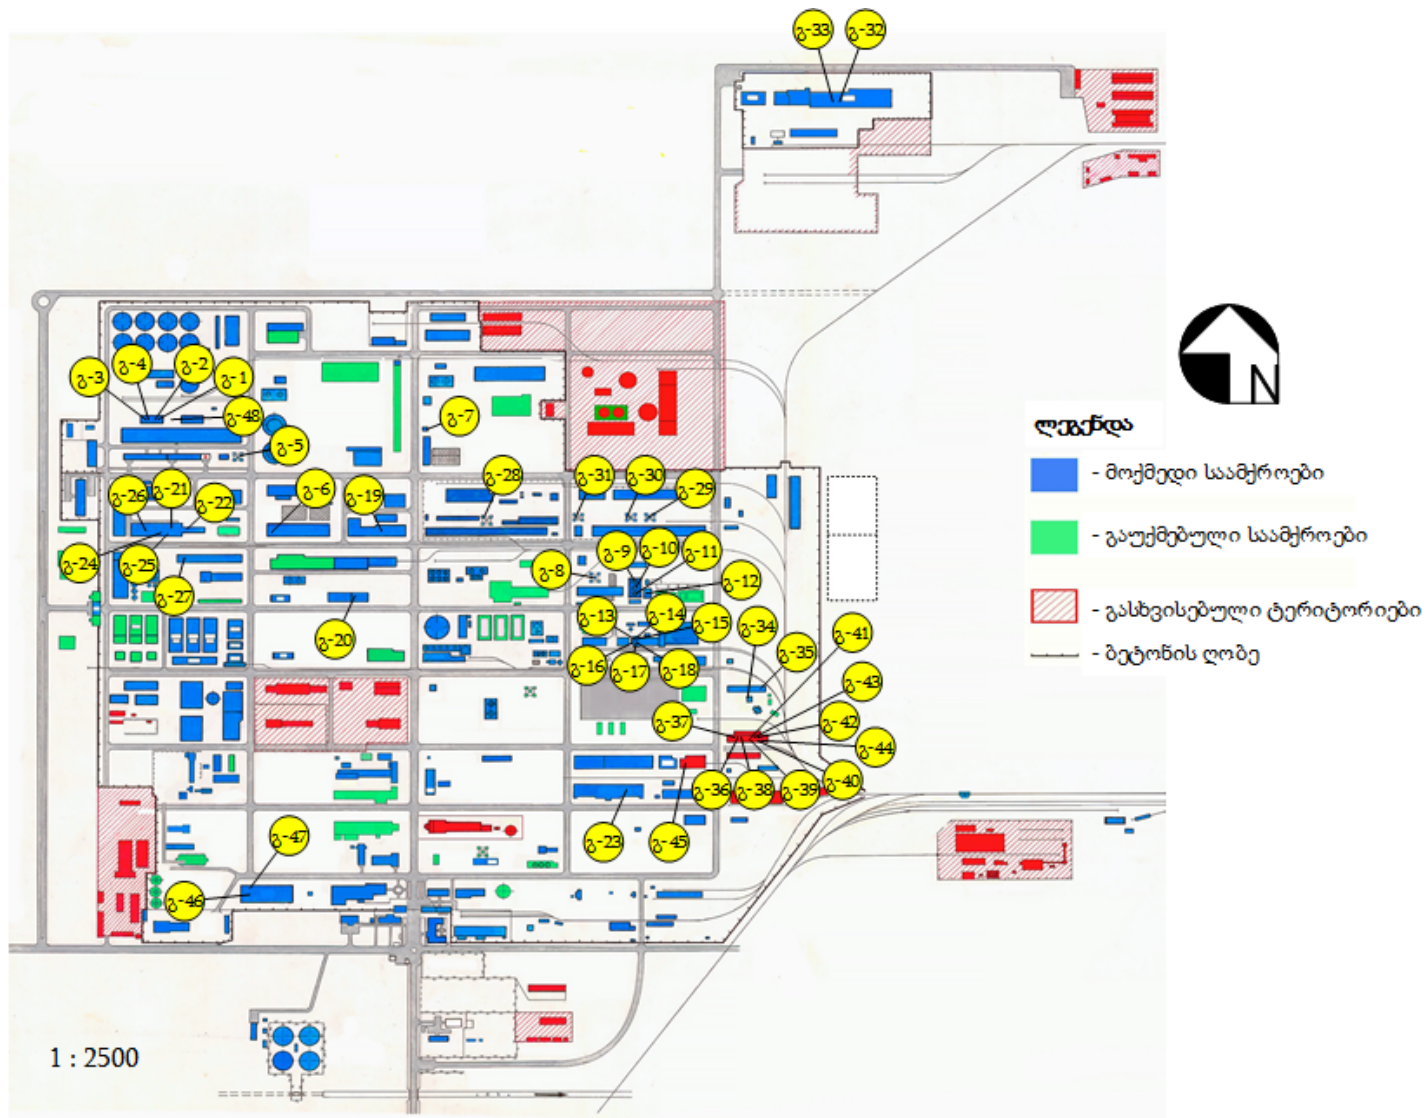 გ-33
გ-32
გ-4
გ-2
გ-3
გ-1
გ-48
გ-7
გ-5
გ-28
გ-31
გ-30
გ-29
გ-26
გ-21
გ-22
გ-6
გ-19
გ-24
გ-25
გ-27
გ-8
გ-9
გ-10
გ-11
გ-12
გ-20
გ-13
გ-14
გ-15
გ-34
გ-41
გ-16
გ-17
გ-18
გ-35
გ-43
გ-37
გ-42
გ-44
გ-36
გ-38
გ-39
გ-40
გ-47
გ-23
გ-45
გ-46
N
ლეგენდა
- მოქმედი საამქროები
- გაუქმებული საამქროები
- გასხვისებული ტერიტორიები
- ბეტონის ღობე
1 : 2500